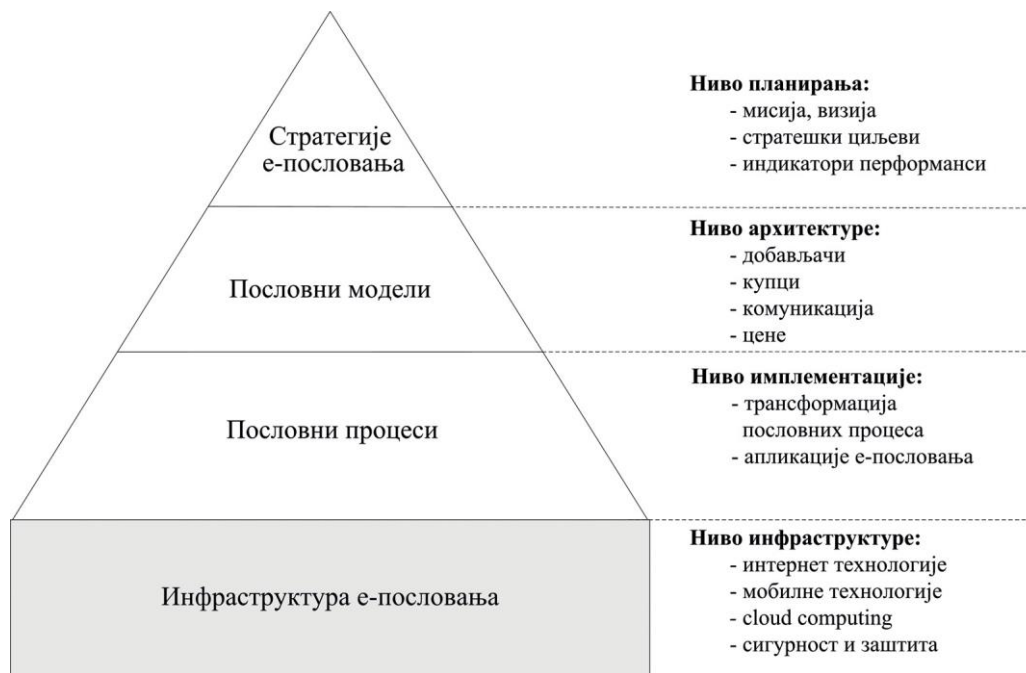 Стратегије
е-пословања
Ниво планирања:
- мисија, визија
- стратешки циљеви
- индикатори перформанси
Пословни модели
Ниво архитектуре:
- добављачи
- купци
- комуникација
- цене
Пословни процеси
Ниво имплементације:
- трансформација
пословних процеса
- апликације е-пословања
Инфраструктура е-пословања
Ниво инфраструктуре:
- интернет технологије
- мобилне технологије
- cloud computing
- сигурност и заштита